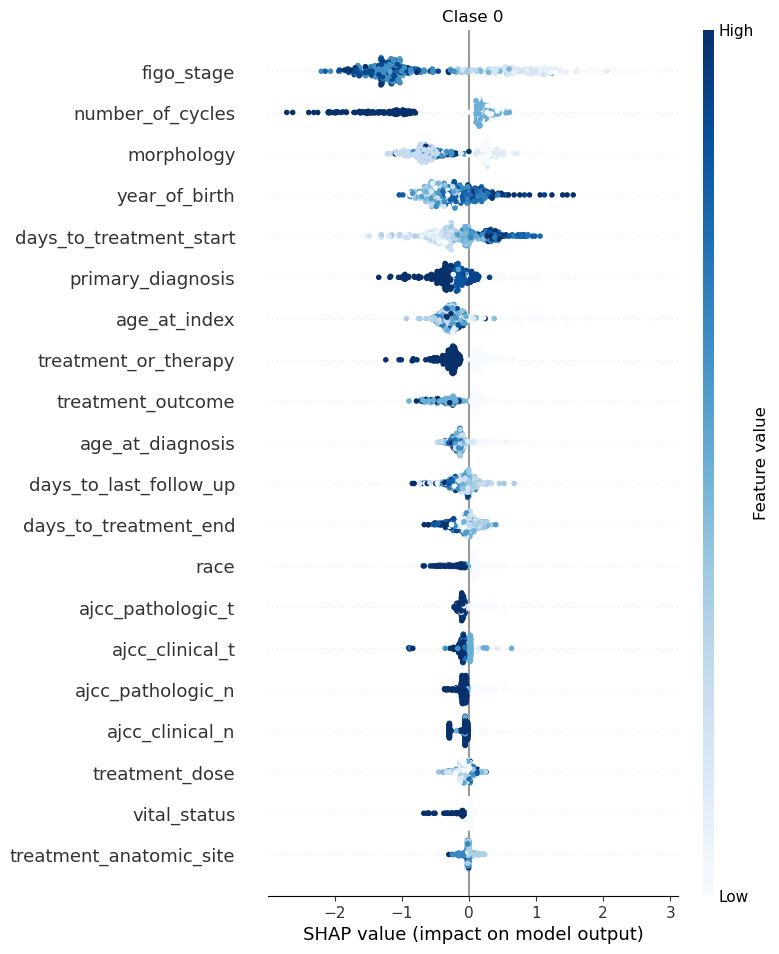 Clase 0
High
figo_stage
number_of_cycles
morphology
year_of_birth
days_to_treatment_start
primary_diagnosis
age_at_index
treatment_or_therapy
treatment_outcome
age_at_diagnosis
days_to_last_follow_up
days_to_treatment_end
race
ajcc_pathologic_t
ajcc_clinical_t
ajcc_pathologic_n
ajcc_clinical_n
treatment_dose
vital_status
treatment_anatomic_site
Feature value
Low
−2 −1 0 1 2 3
SHAP value (impact on model output)